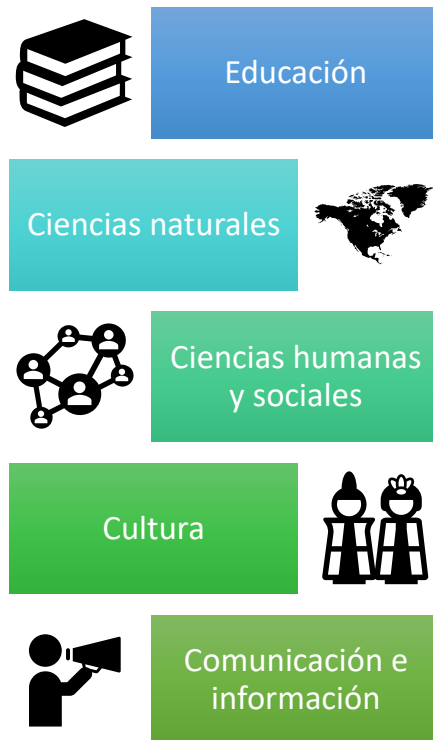 Educación
Ciencias naturales
Ciencias humanas
y sociales
Cultura
Comunicación e
información